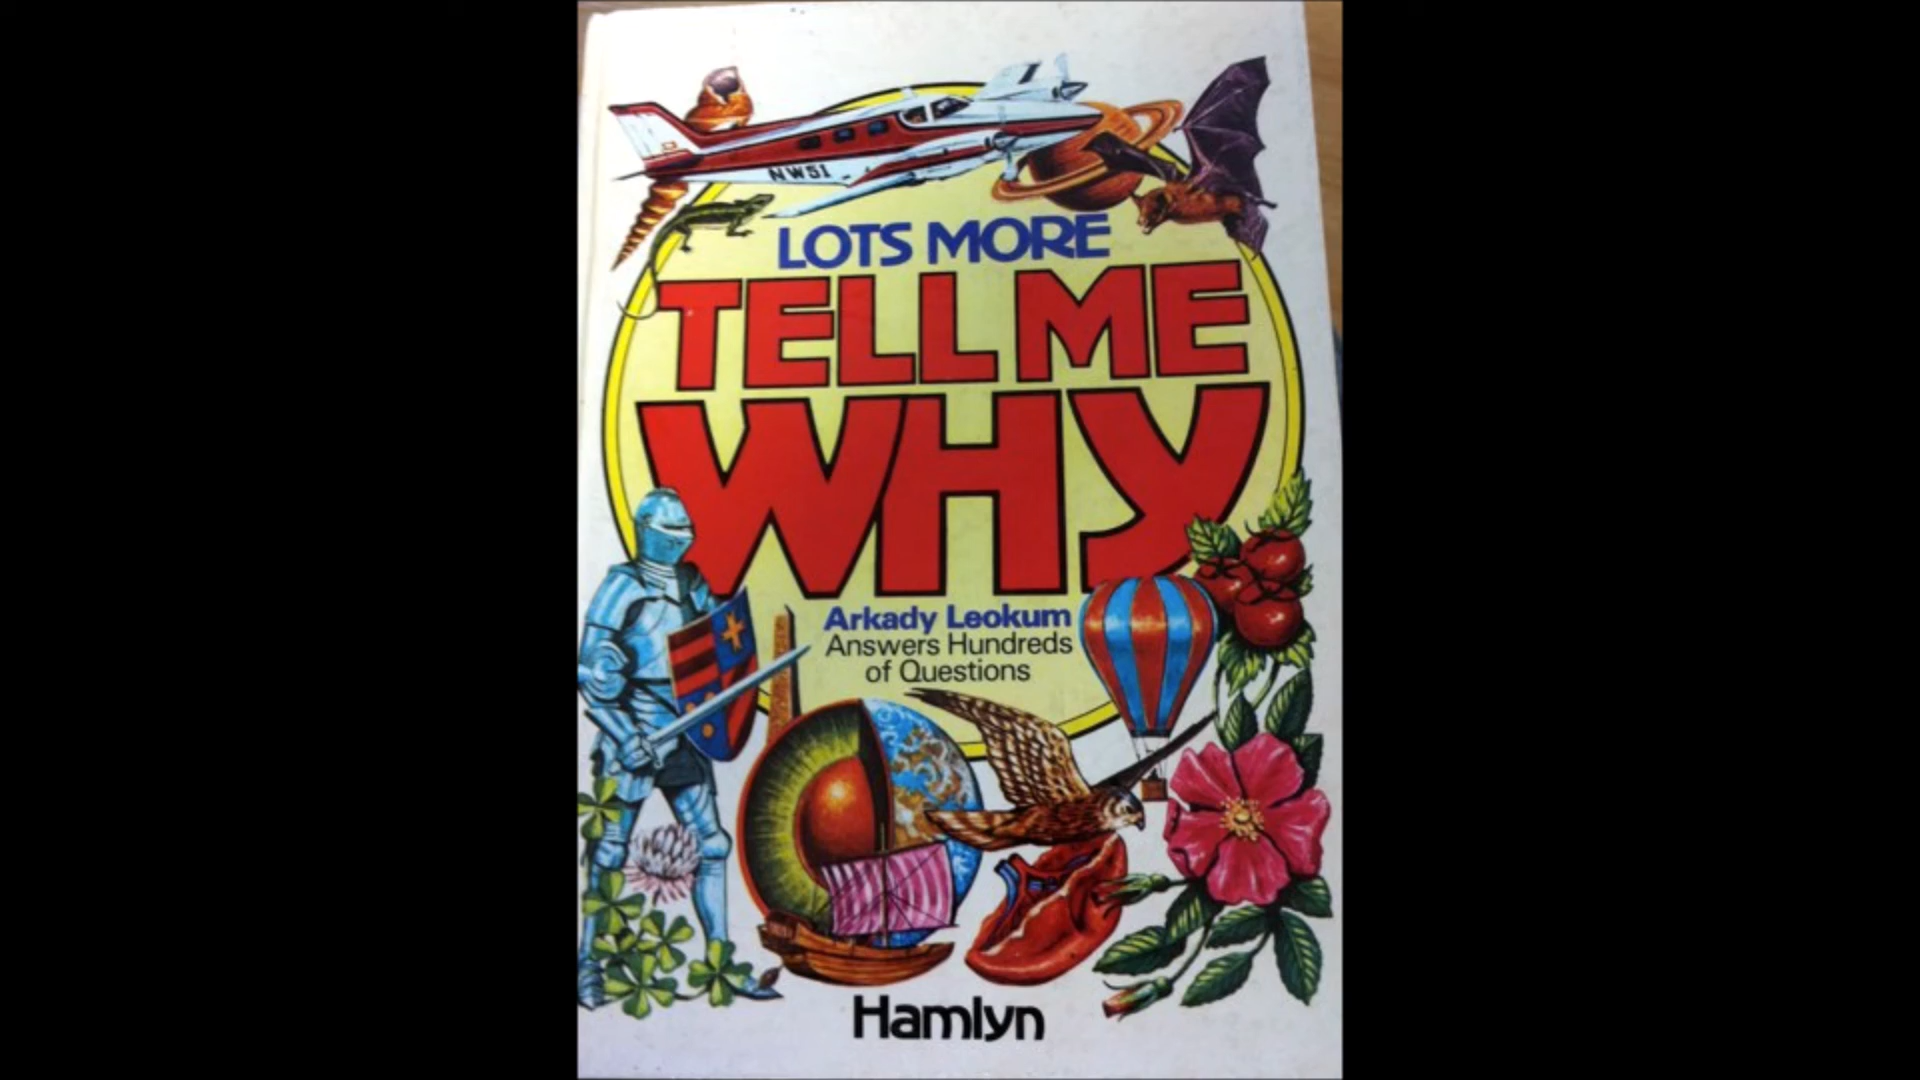 NW51
LOTS MORE
TELL ME
WHY
Arkady Leokum
Answers Hundreds
of Questions
Hamlyn